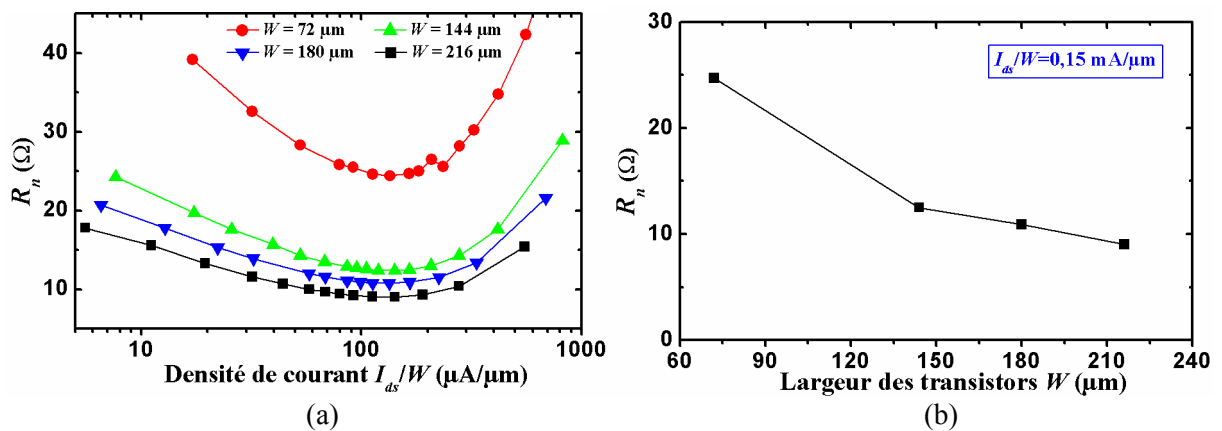 W = 72 µm
W = 144 µm
W = 180 µm
W = 216 µm
40
30
20
10
Rn (Ω)
10
100
1000
Densité de courant Ids/W (µA/µm)
(a)
Ids/W=0,15 mA/µm
30
20
10
0
Rn (Ω)
60
90
120
150
180
210
240
Largeur des transistors W (µm)
(b)